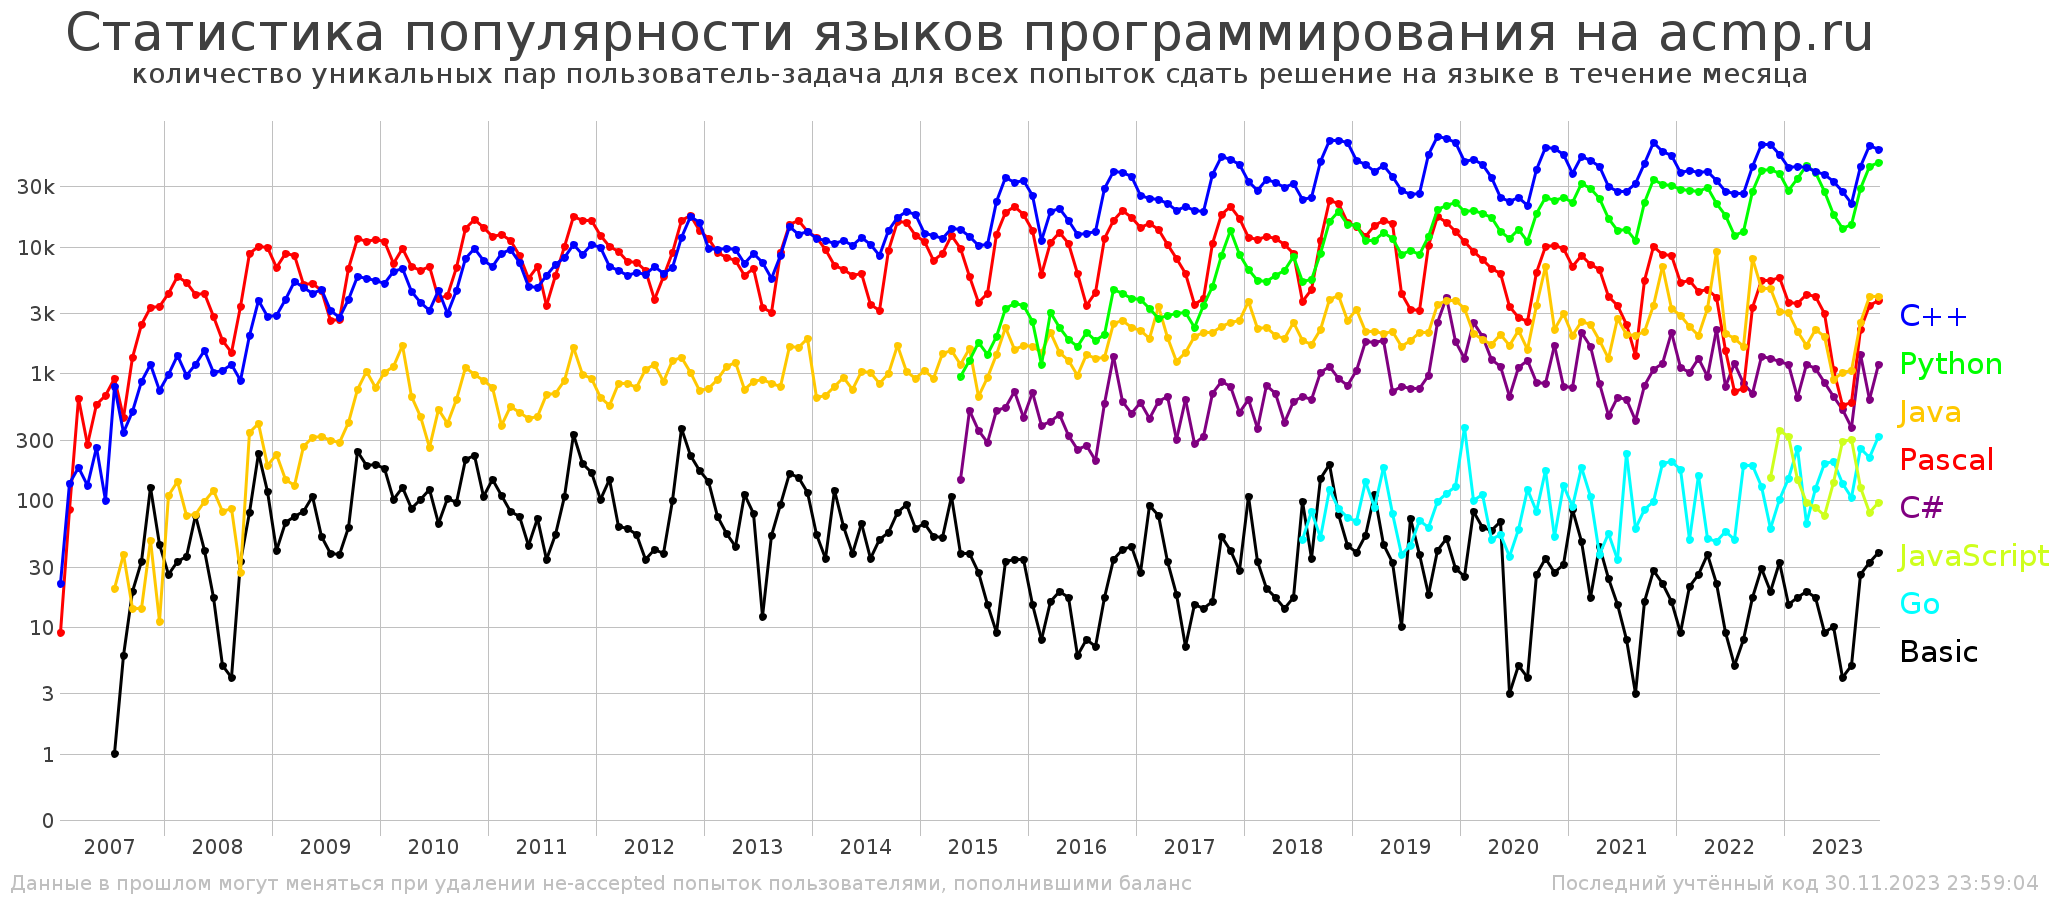 Статистика популярности языков программирования на acmp.ru
количество уникальных пар пользователь-задача для всех попыток сдать решение на языке в течение месяца
30k
10k
3k
1k
300
100
30
10
3
1
0
C++
Python
Java
Pascal
C#
JavaScript
Go
Basic
2007 2008 2009 2010 2011 2012 2013 2014 2015 2016 2017 2018 2019 2020 2021 2022 2023
Данные в прошлом могут меняться при удалении не-accepted попыток пользователями, пополнившими баланс
Последний учтённый код 30.11.2023 23:59:04